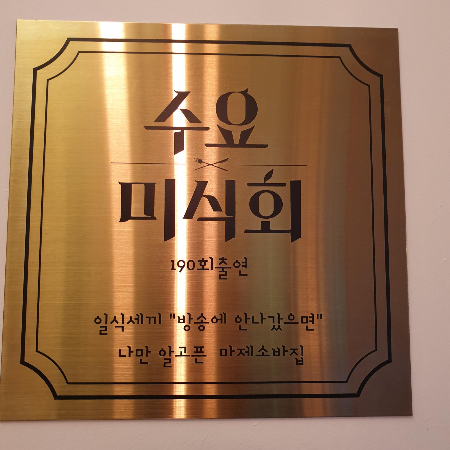 수요
미식회
190회출연
일식세끼 "방송에 안나갔으면"
나만 알고픈 마제소바집